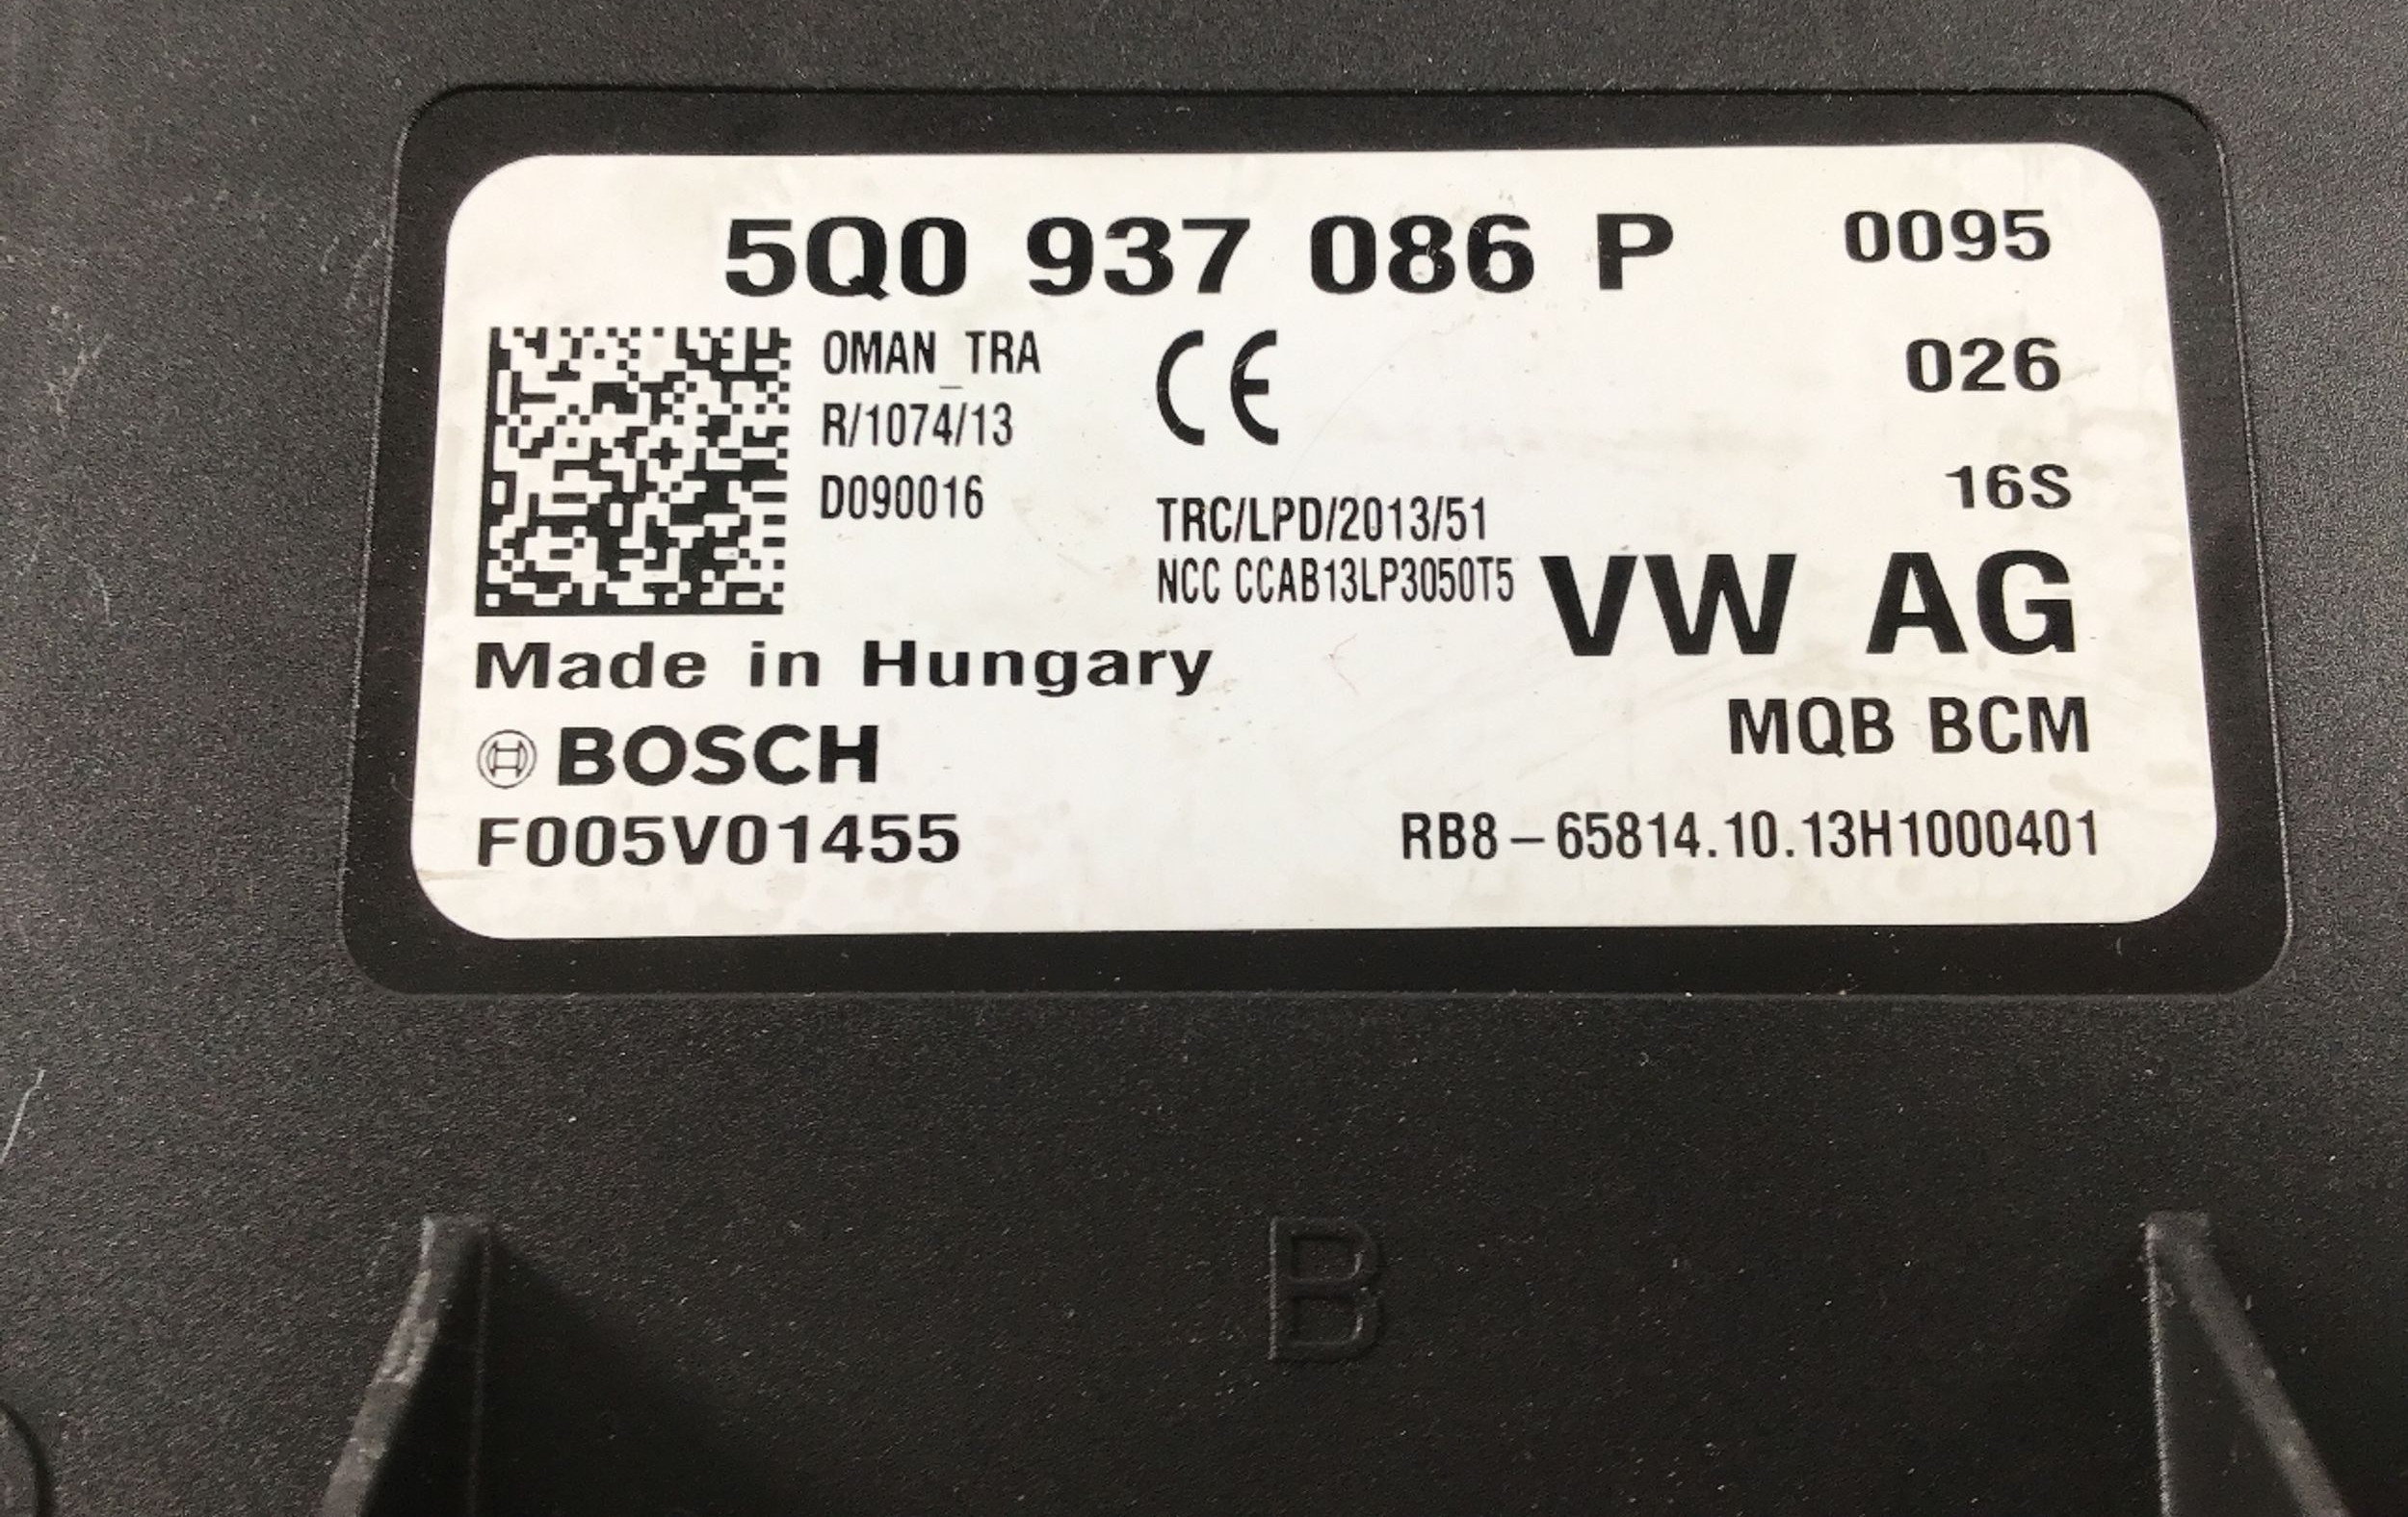 5Q0 937 086 P 0095
OMAN_TRA
R/1074/13
D090016
CE
026
16S
TRC/LPD/2013/51
NCC CCAB13LP3050T5
VW AG
Made in Hungary
MQB BCM
BOSCH
F005V01455
RB8-65814.10.13H1000401
B